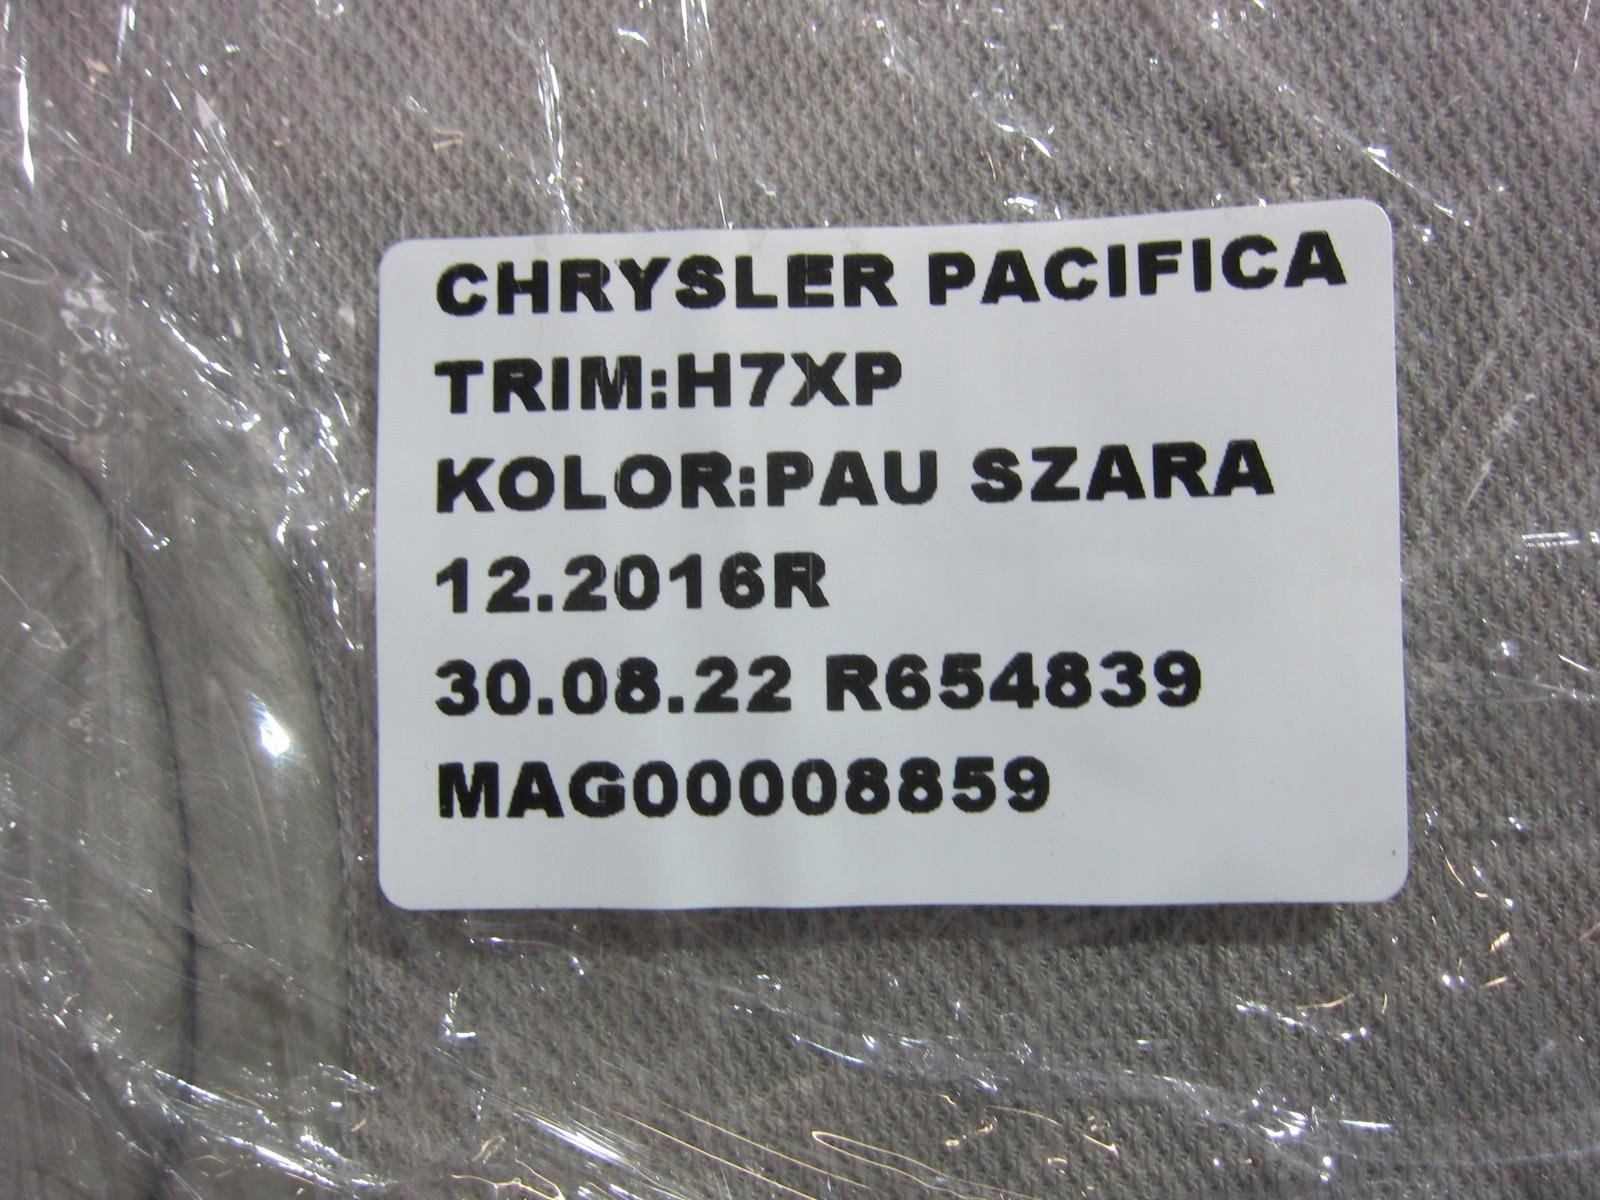 CHRYSLER PACIFICA
TRIM:H7XP
KOLOR:PAU SZARA
12.2016R
30.08.22 R654839
MAG00008859